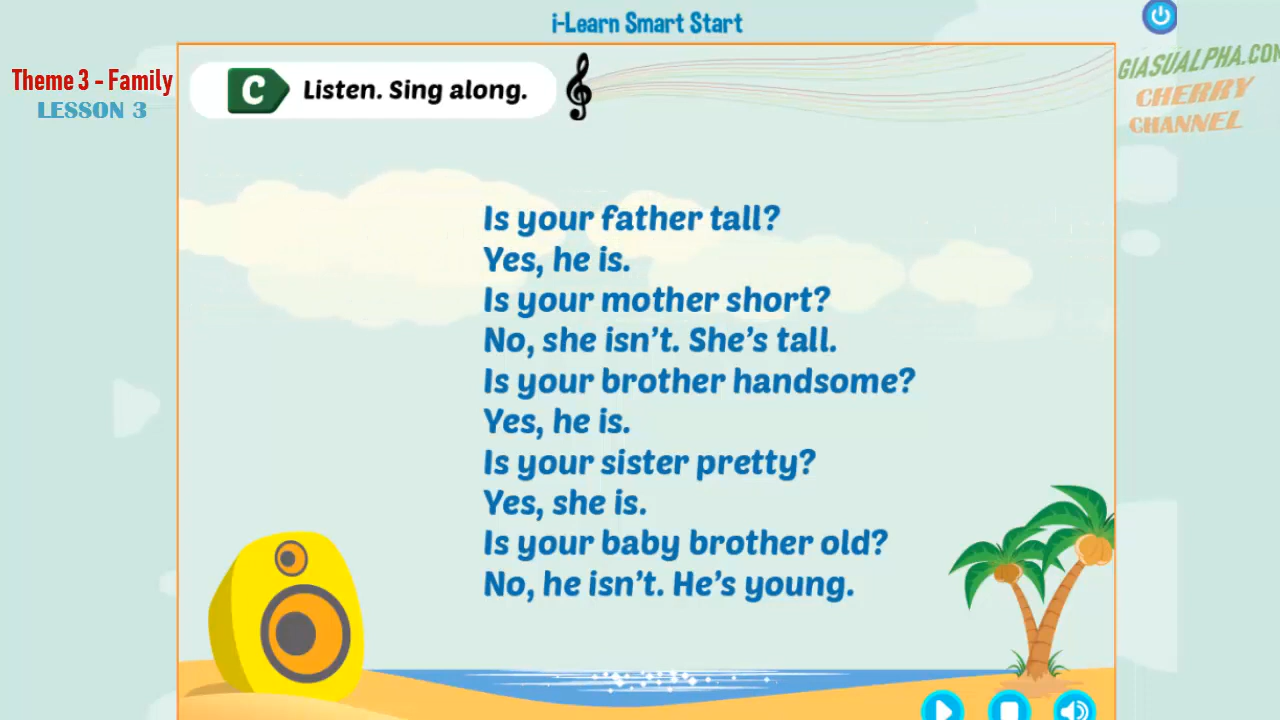 i-Learn Smart Start
Theme 3 - Family
LESSON 3
C Listen. Sing along.
GIASUALPHA.COM
CHERRY
CHANNEL
Is your father tall?
Yes, he is.
Is your mother short?
No, she isn't. She's tall.
Is your brother handsome?
Yes, he is.
Is your sister pretty?
Yes, she is.
Is your baby brother old?
No, he isn't. He's young.